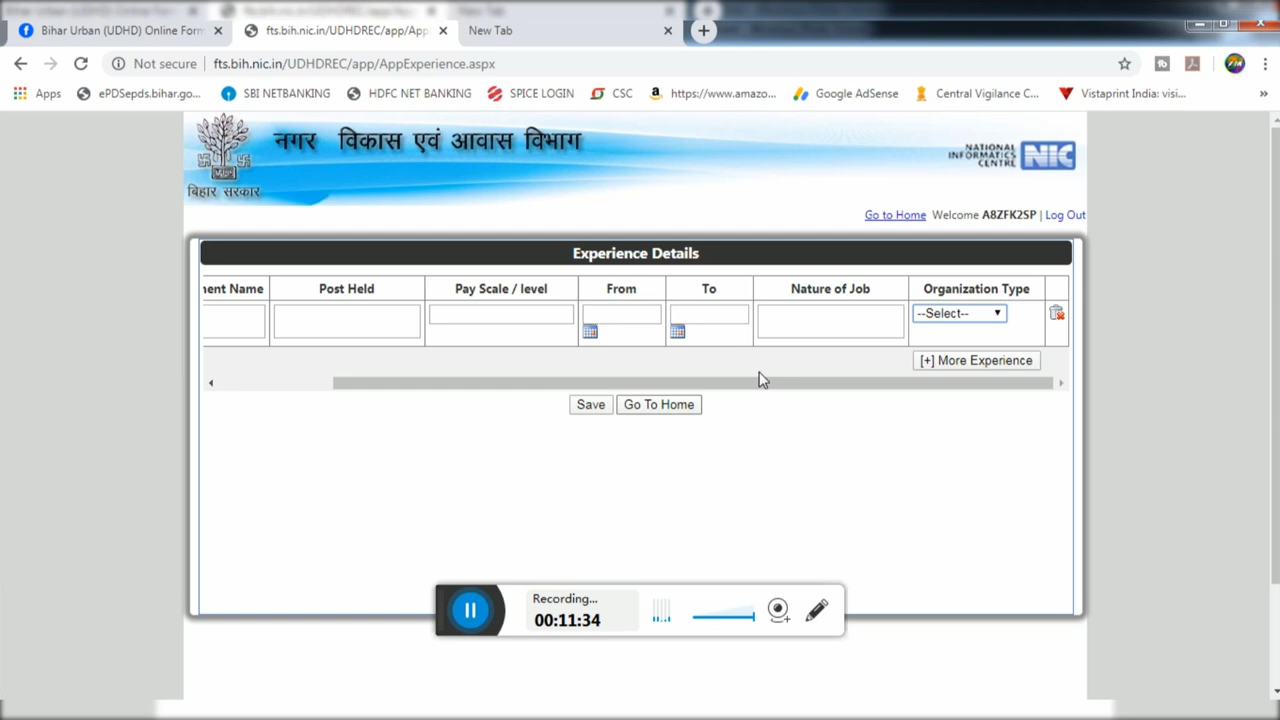 Bihar Urban (UDHD) Online Form
fts.bih.nic.in/UDHDREC/app/App
New Tab
Not secure
fts.bih.nic.in/UDHDREC/app/AppExperience.aspx
Apps
ePDSepds.bihar.go...
SBI NETBANKING
HDFC NET BANKING
SPICE LOGIN
CSC
https://www.amazo...
Google AdSense
Central Vigilance C...
Vistaprint India: visi...
»
नगर विकास एवं आवास विभाग
बिहार सरकार
NATIONAL
INFORMATICS
CENTRE
NIC
Go to Home Welcome A8ZFK2SP | Log Out
Experience Details
nent Name
Post Held
Pay Scale / level
From
To
Nature of Job
Organization Type
--Select--
[+] More Experience
Save
Go To Home
Recording...
00:11:34